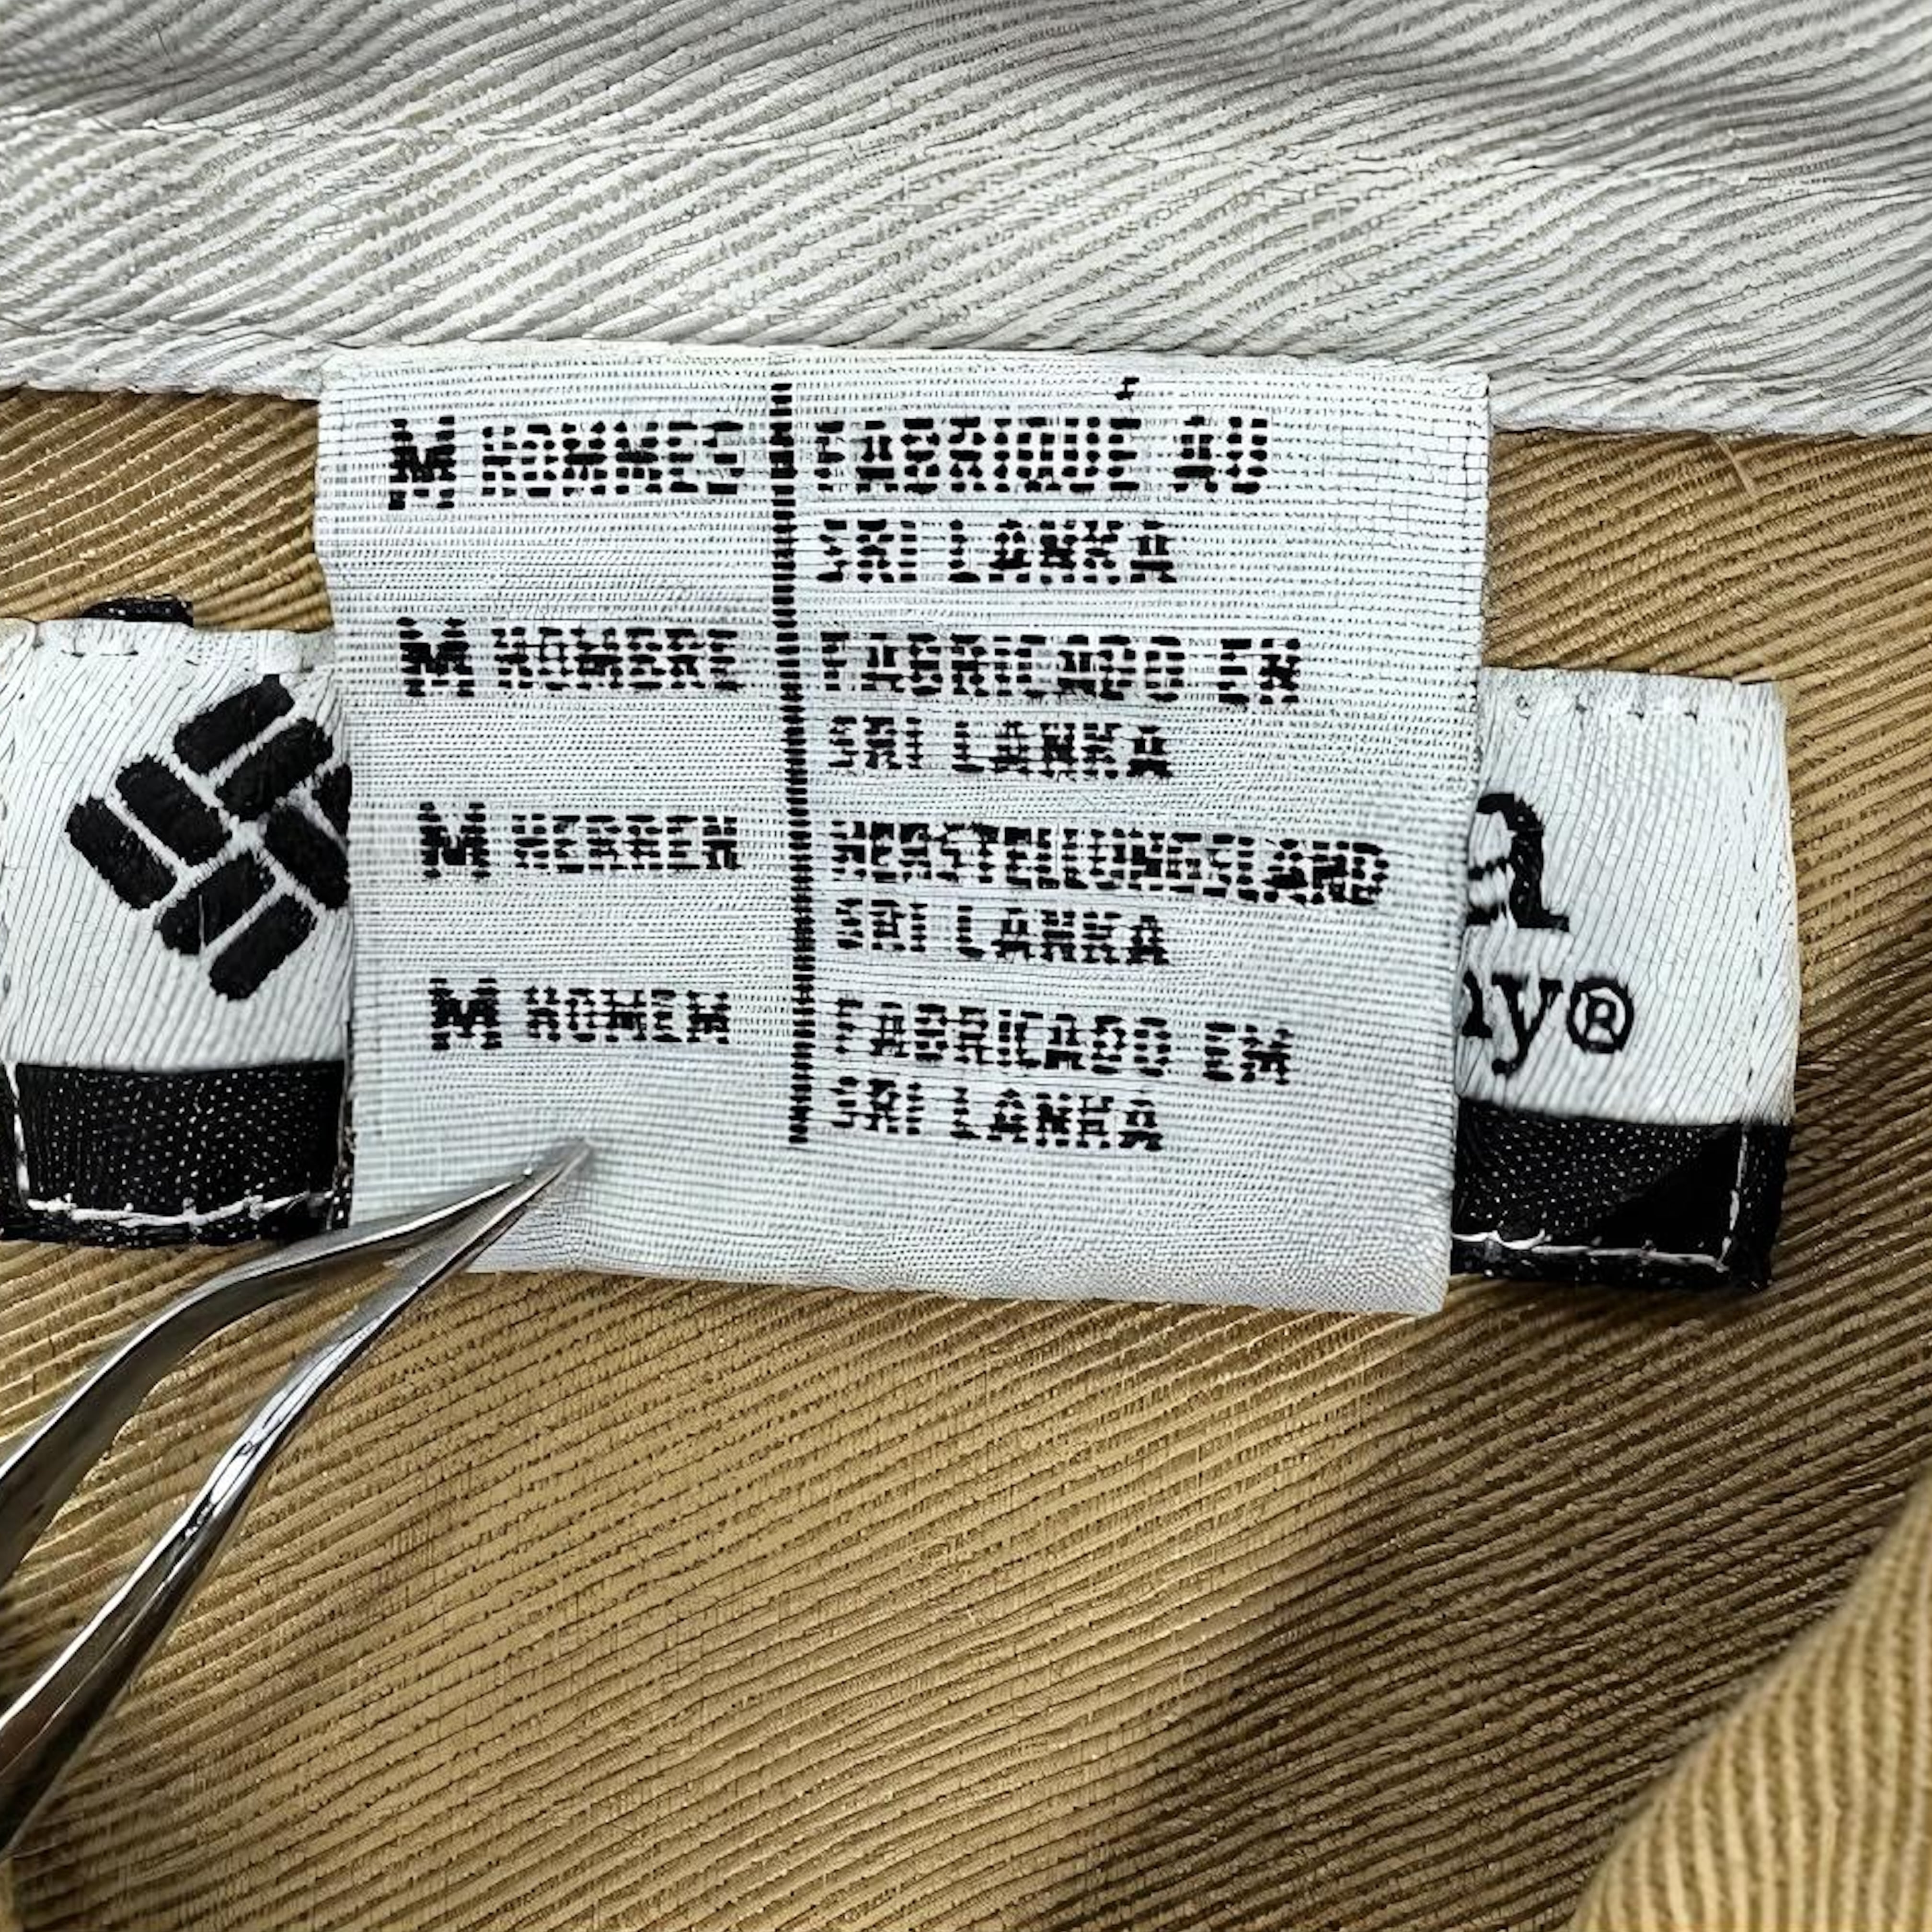 M HOMMES FABRIQUÉ AU
SRI LANKA
M HOMBRE FABRICADO EN
SRI LANKA
M HERREN HERSTELLUNGSLAND
SRI LANKA
M HOMEM FABRICADO EM
SRI LANKA
a
ny®